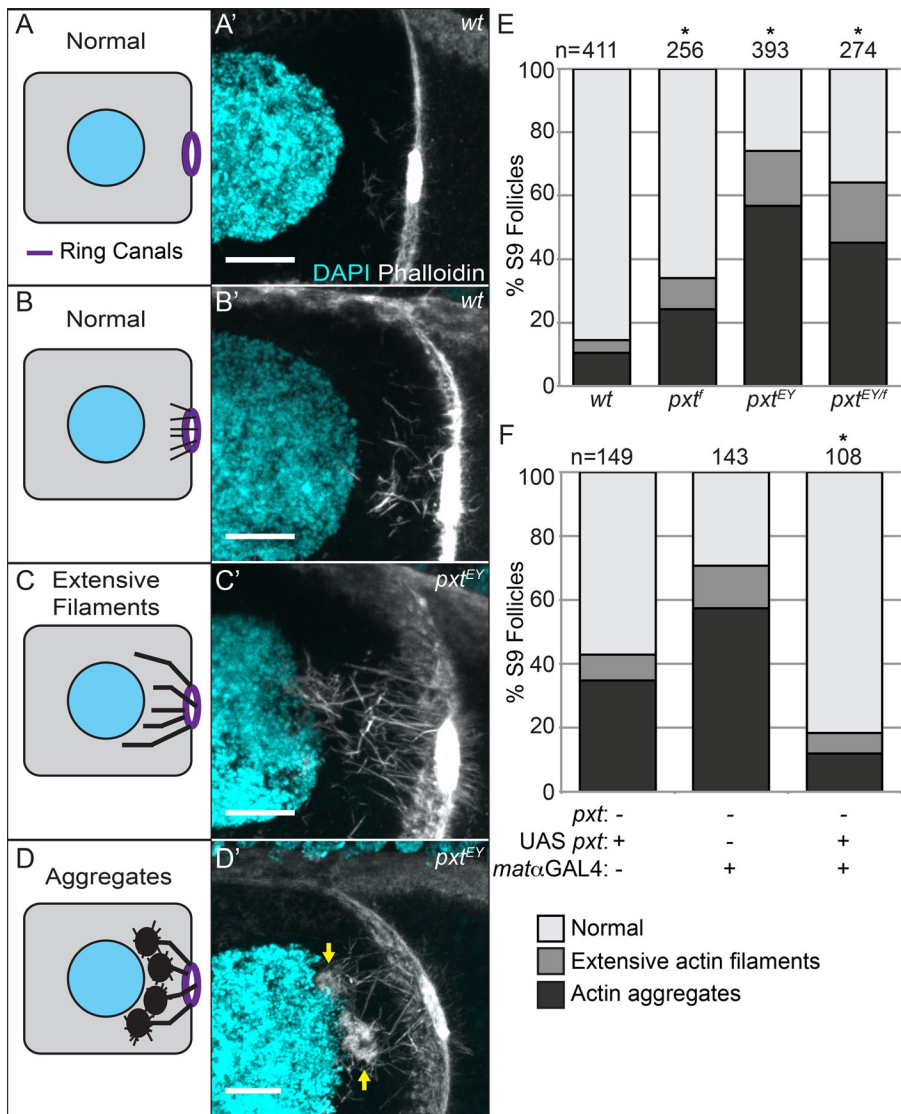 A
Normal
Ring Canals
A'
wt
DAPI Phalloidin
B
Normal
B'
wt
C
Extensive
Filaments
C'
pxtEY
D
Aggregates
D'
pxtEY
E
* * *
n=411 256 393 274
100
80
60
40
20
0
% S9 Follicles
wt pxtf pxtEY pxtEY/f
F
*
n=149 143 108
100
80
60
40
20
0
% S9 Follicles
pxt: - - -
UAS pxt: + - +
matαGAL4: - + +
Normal
Extensive actin filaments
Actin aggregates